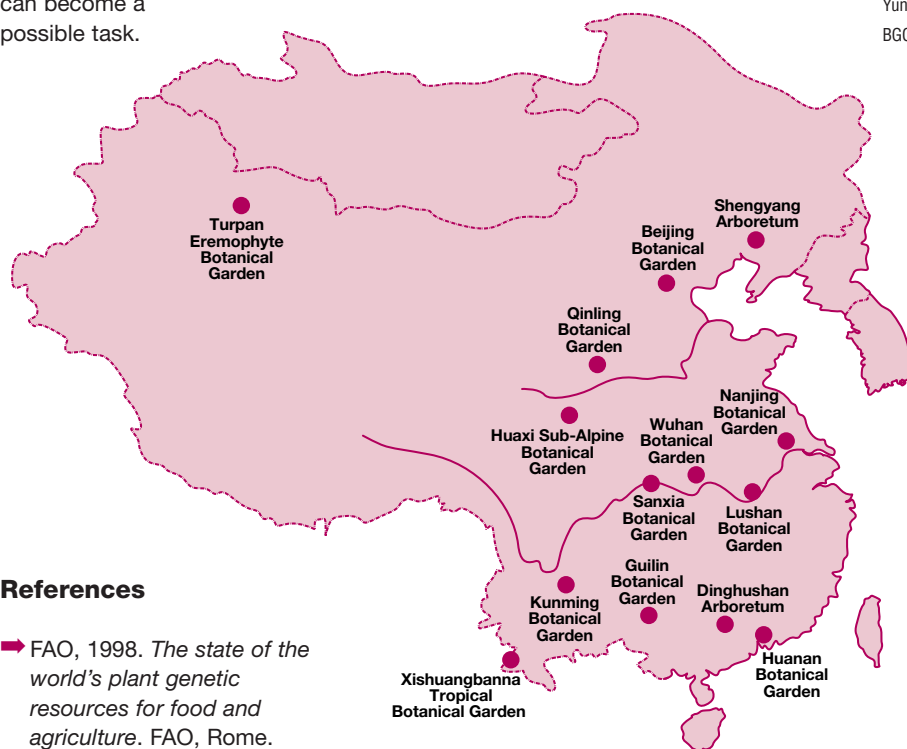 can become a
possible task.
Yun
BGC
Turpan
Eremophyte
Botanical
Garden
Shengyang
Arboretum
Beijing
Botanical
Garden
Qinling
Botanical
Garden
Nanjing
Botanical
Garden
Huaxi Sub-Alpine
Botanical
Garden
Wuhan
Botanical
Garden
Sanxia
Botanical
Garden
Lushan
Botanical
Garden
Guilin
Botanical
Garden
Kunming
Botanical
Garden
Dinghushan
Arboretum
Huanan
Botanical
Garden
Xishuangbanna
Tropical
Botanical Garden
References
➡ FAO, 1998. The state of the
world's plant genetic
resources for food and
agriculture. FAO, Rome.